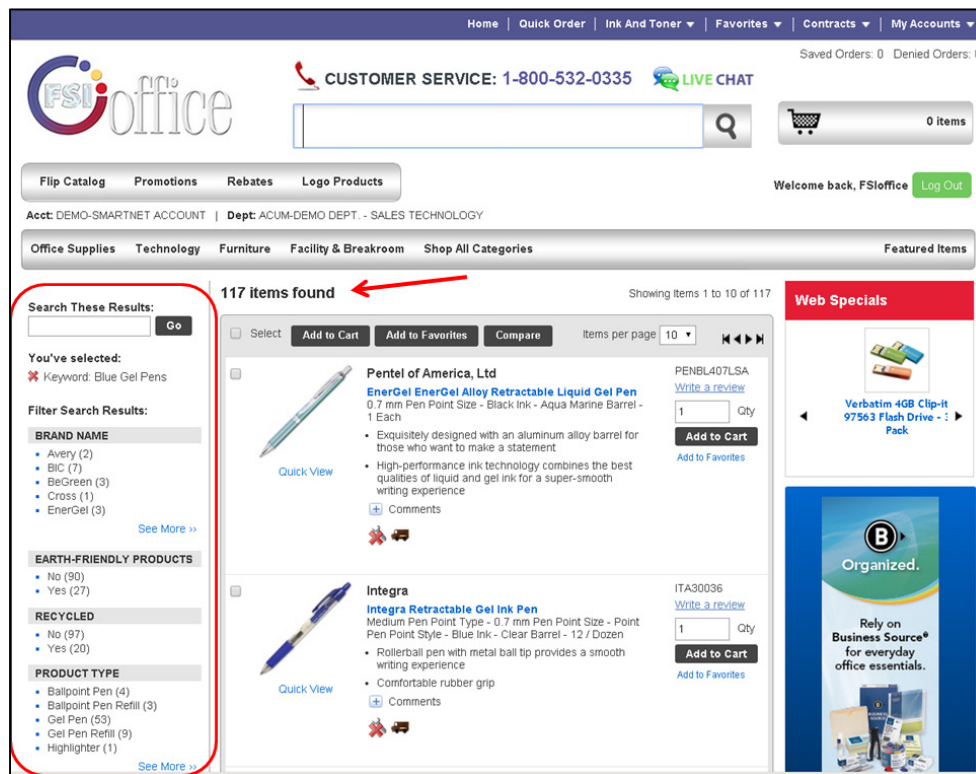 Home | Quick Order | Ink And Toner ▼ | Favorites ▼ | Contracts ▼ | My Accounts ▼
Saved Orders: 0 Denied Orders:
FSI office
CUSTOMER SERVICE: 1-800-532-0335 LIVE CHAT
0 items
Flip Catalog Promotions Rebates Logo Products
Welcome back, FSIoffice Log Out
Acct: DEMO-SMARTNET ACCOUNT | Dept: ACUM-DEMO DEPT. - SALES TECHNOLOGY
Office Supplies Technology Furniture Facility & Breakroom Shop All Categories Featured Items
Search These Results:
Go
You've selected:
Keyword: Blue Gel Pens
Filter Search Results:
BRAND NAME
Avery (2)
BIC (7)
BeGreen (3)
Cross (1)
EnerGel (3)
See More »
EARTH-FRIENDLY PRODUCTS
No (90)
Yes (27)
RECYCLED
No (97)
Yes (20)
PRODUCT TYPE
Ballpoint Pen (4)
Ballpoint Pen Refill (3)
Gel Pen (53)
Gel Pen Refill (9)
Highlighter (1)
See More »
117 items found
Showing Items 1 to 10 of 117
Select Add to Cart Add to Favorites Compare Items per page 10
Pentel of America, Ltd
EnerGel EnerGel Alloy Retractable Liquid Gel Pen
0.7 mm Pen Point Size - Black Ink - Aqua Marine Barrel -
1 Each
• Exquisitely designed with an aluminum alloy barrel for
those who want to make a statement
• High-performance ink technology combines the best
qualities of liquid and gel ink for a super-smooth
writing experience
Comments
Quick View
PENBL407LSA
Write a review
1 Qty
Add to Cart
Add to Favorites
Integra
Integra Retractable Gel Ink Pen
Medium Pen Point Type - 0.7 mm Pen Point Size - Point
Pen Point Style - Blue Ink - Clear Barrel - 12 / Dozen
• Rollerball pen with metal ball tip provides a smooth
writing experience
• Comfortable rubber grip
Comments
Quick View
ITA30036
Write a review
1 Qty
Add to Cart
Add to Favorites
Web Specials
Verbatim 4GB Clip-it
97563 Flash Drive - 3
Pack
B
Organized.
Rely on
Business Source®
for everyday
office essentials.